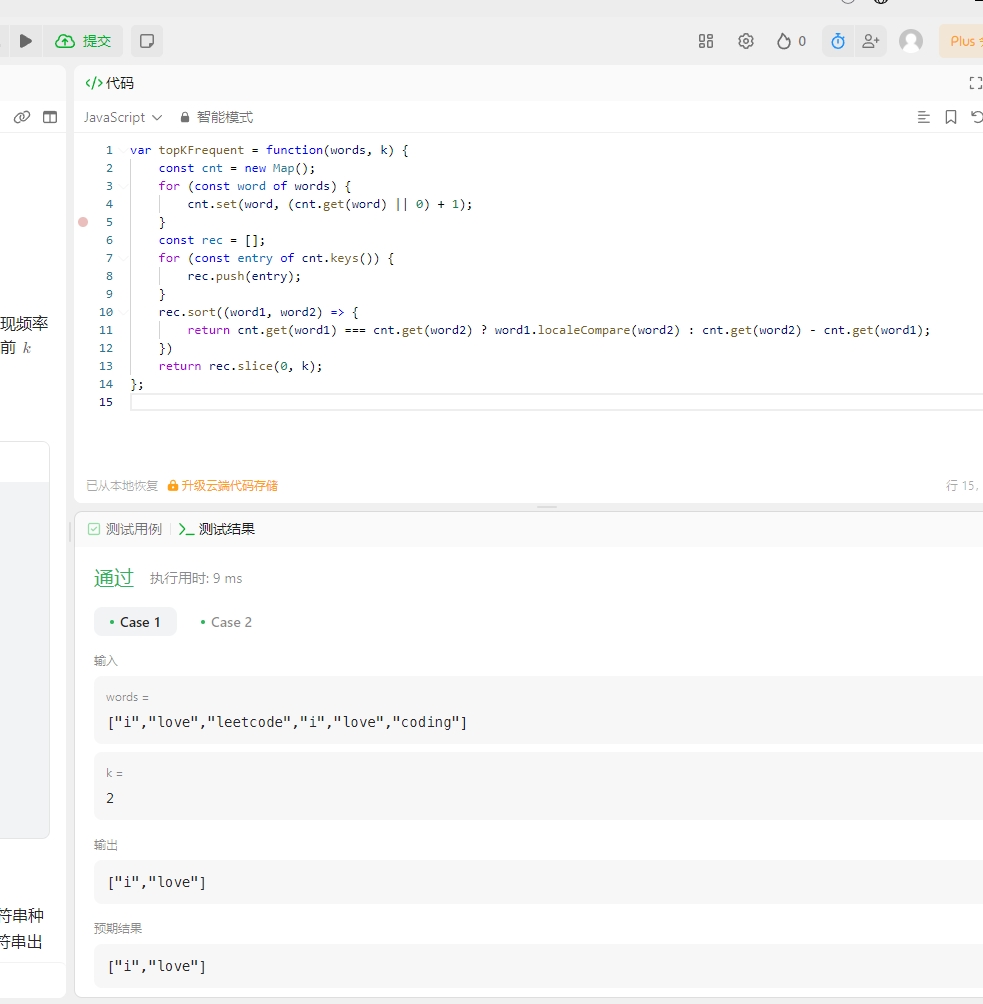 提交
0
Plus
代码
JavaScript
智能模式
1 var topKFrequent = function(words, k) {
2     const cnt = new Map();
3     for (const word of words) {
4         cnt.set(word, (cnt.get(word) || 0) + 1);
5     }
6     const rec = [];
7     for (const entry of cnt.keys()) {
8         rec.push(entry);
9     }
10     rec.sort((word1, word2) => {
11         return cnt.get(word1) === cnt.get(word2) ? word1.localeCompare(word2) : cnt.get(word2) - cnt.get(word1);
12     })
13     return rec.slice(0, k);
14 };
15
现频率
前 k
已从本地恢复
升级云端代码存储
行 15,
测试用例
测试结果
通过
执行用时: 9 ms
Case 1
Case 2
输入
words =
["i","love","leetcode","i","love","coding"]
k =
2
输出
["i","love"]
符串种
符串出
预期结果
["i","love"]